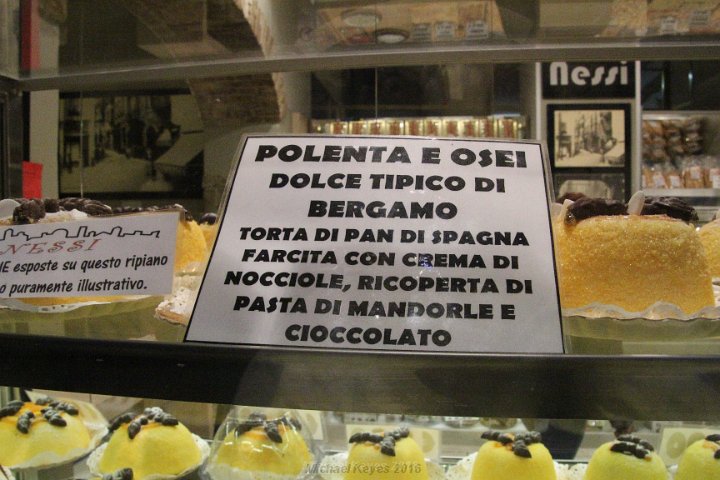 Nessi
POLENTA E OSEI
DOLCE TIPICO DI
BERGAMO
TORTA DI PAN DI SPAGNA
FARCITA CON CREMA DI
NOCCIOLE, RICOPERTA DI
PASTA DI MANDORLE E
CIOCCOLATO
NESSI
esposte su questo ripiano
o puramente illustrativo.
Michael Keyes 2016